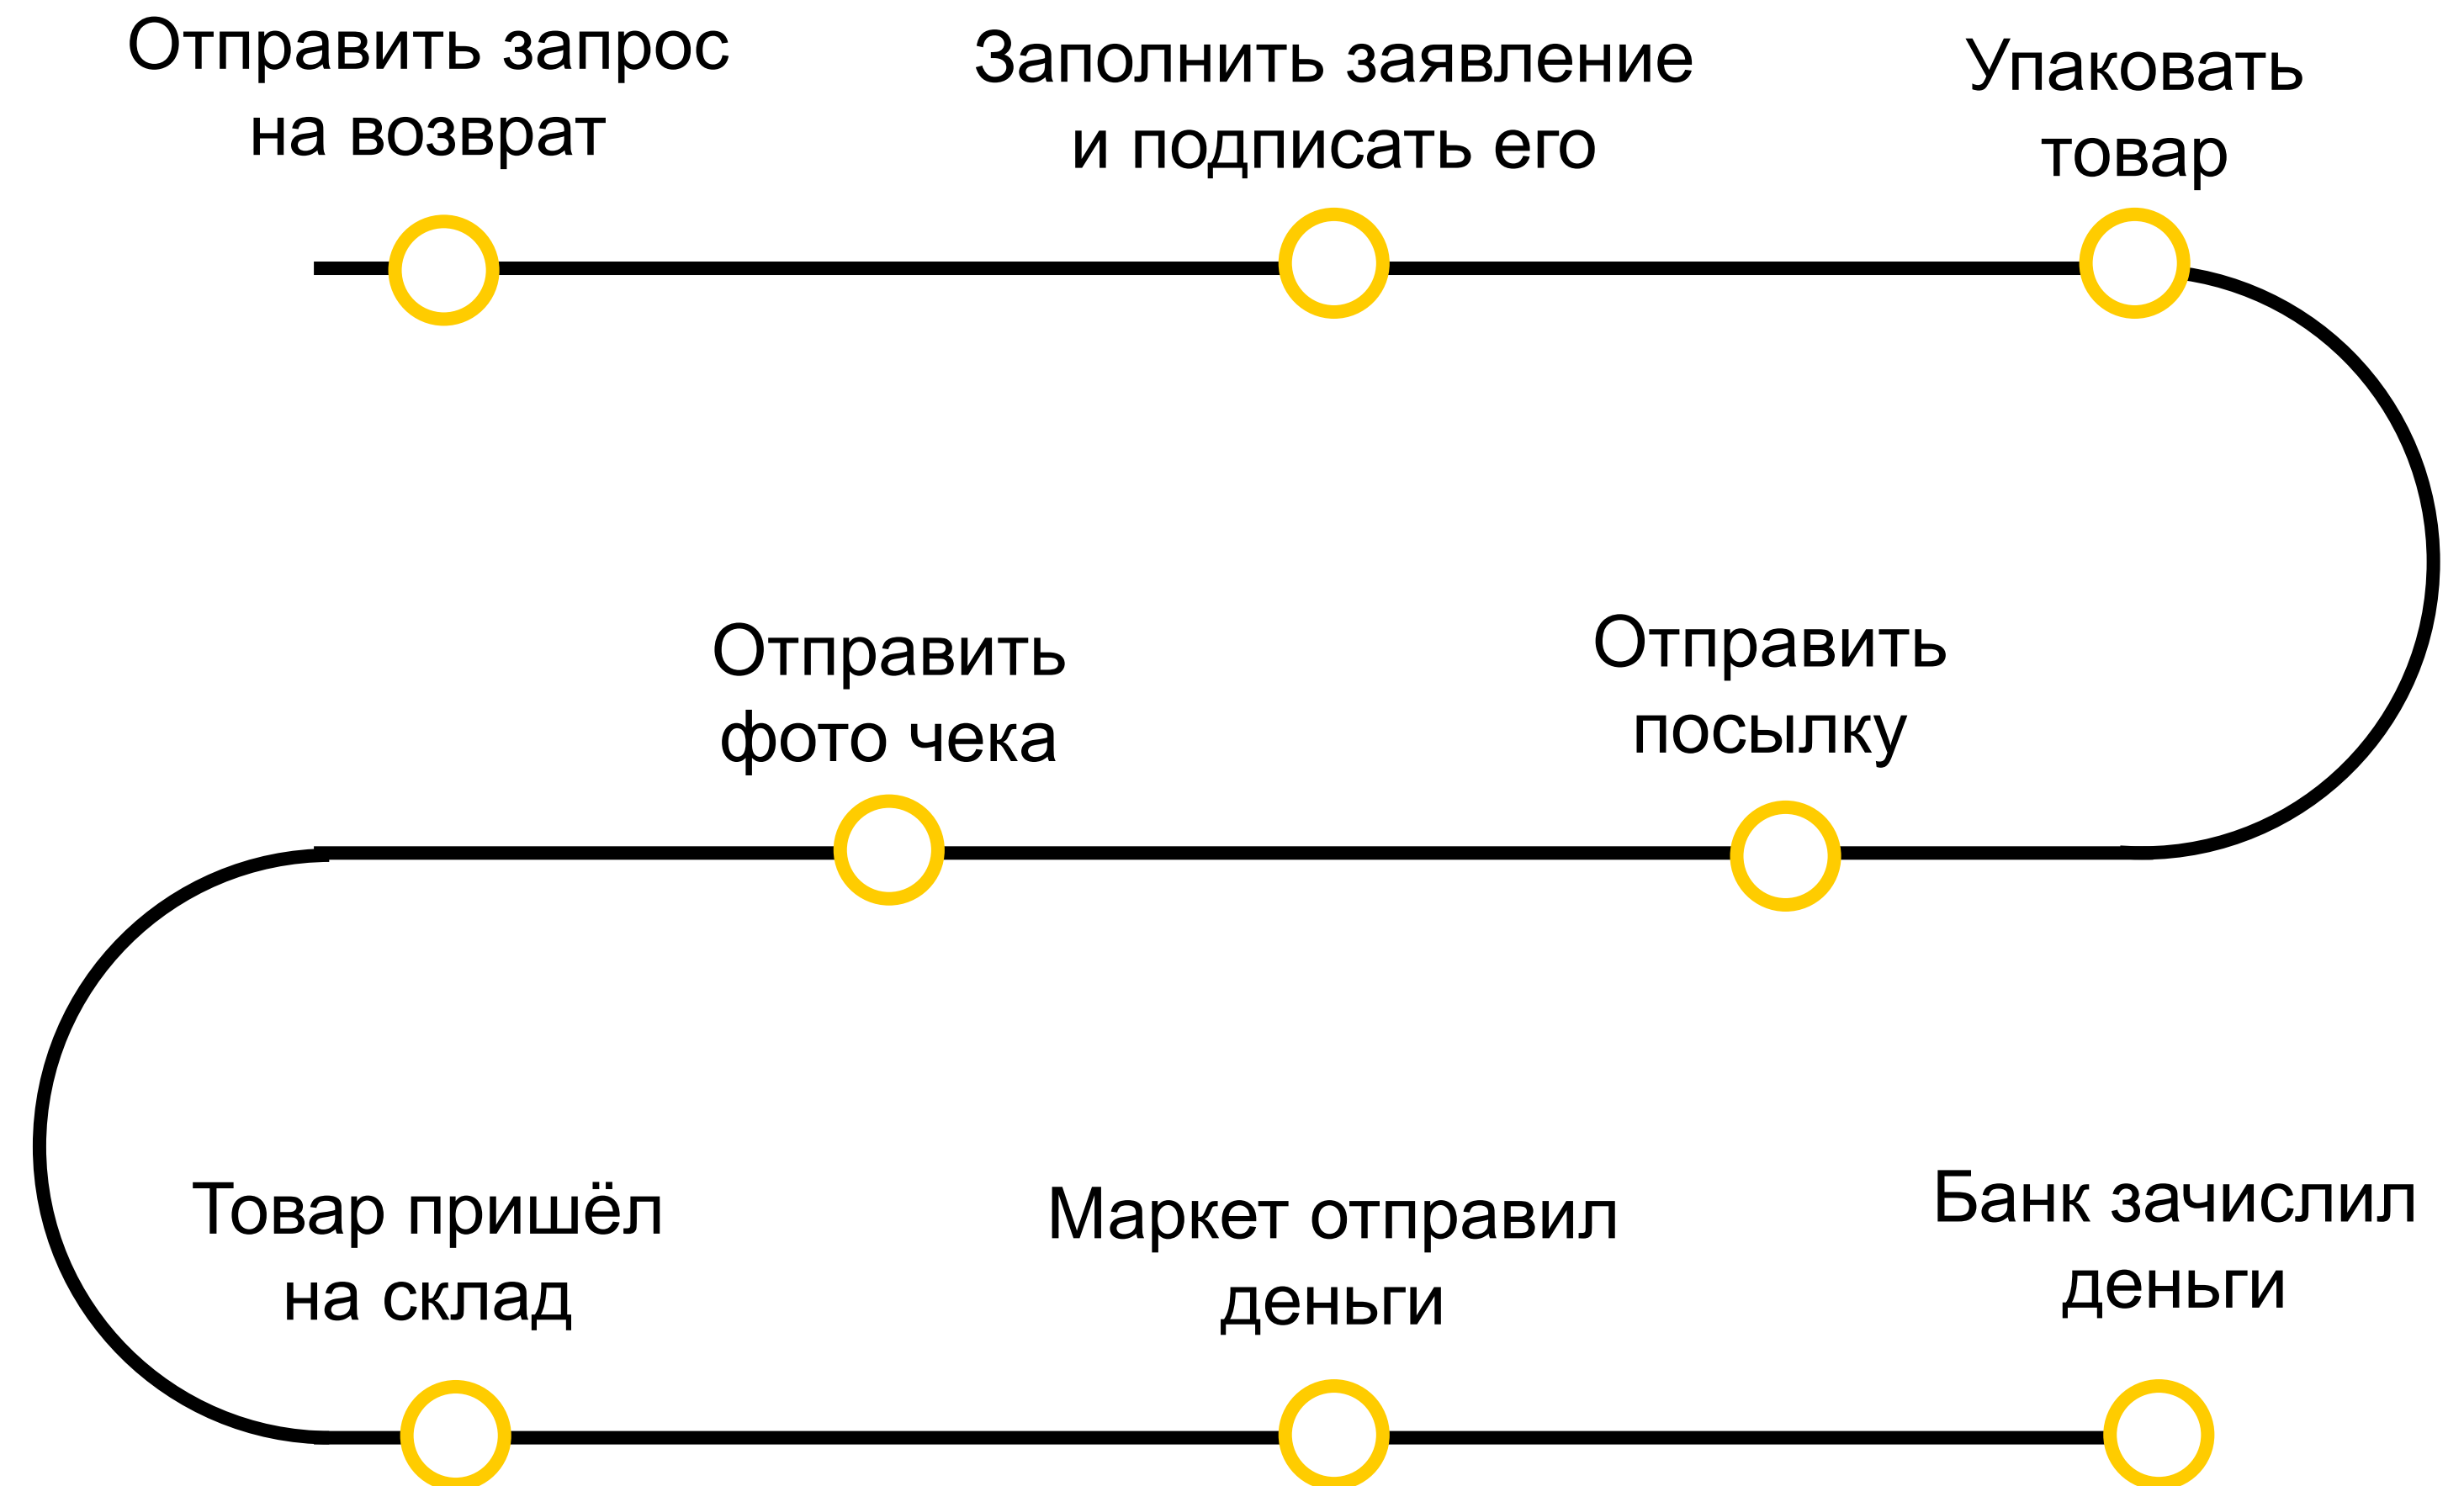 Отправить запрос
на возврат
Заполнить заявление
и подписать его
Упаковать
товар
Отправить
посылку
Отправить
фото чека
Товар пришёл
на склад
Маркет отправил
деньги
Банк зачислил
деньги